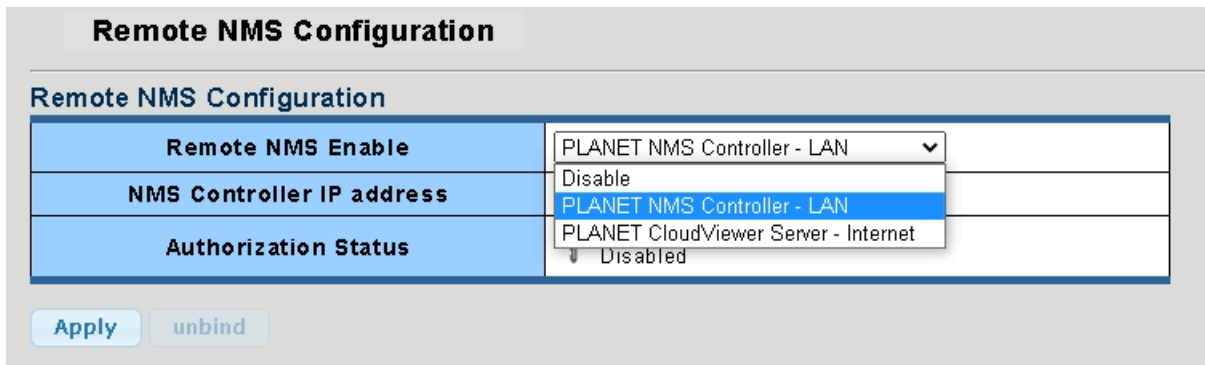 Remote NMS Configuration
Remote NMS Configuration
Remote NMS Enable
PLANET NMS Controller - LAN
Disable
NMS Controller IP address
PLANET NMS Controller - LAN
PLANET CloudViewer Server - Internet
Authorization Status
Disabled
Apply unbind